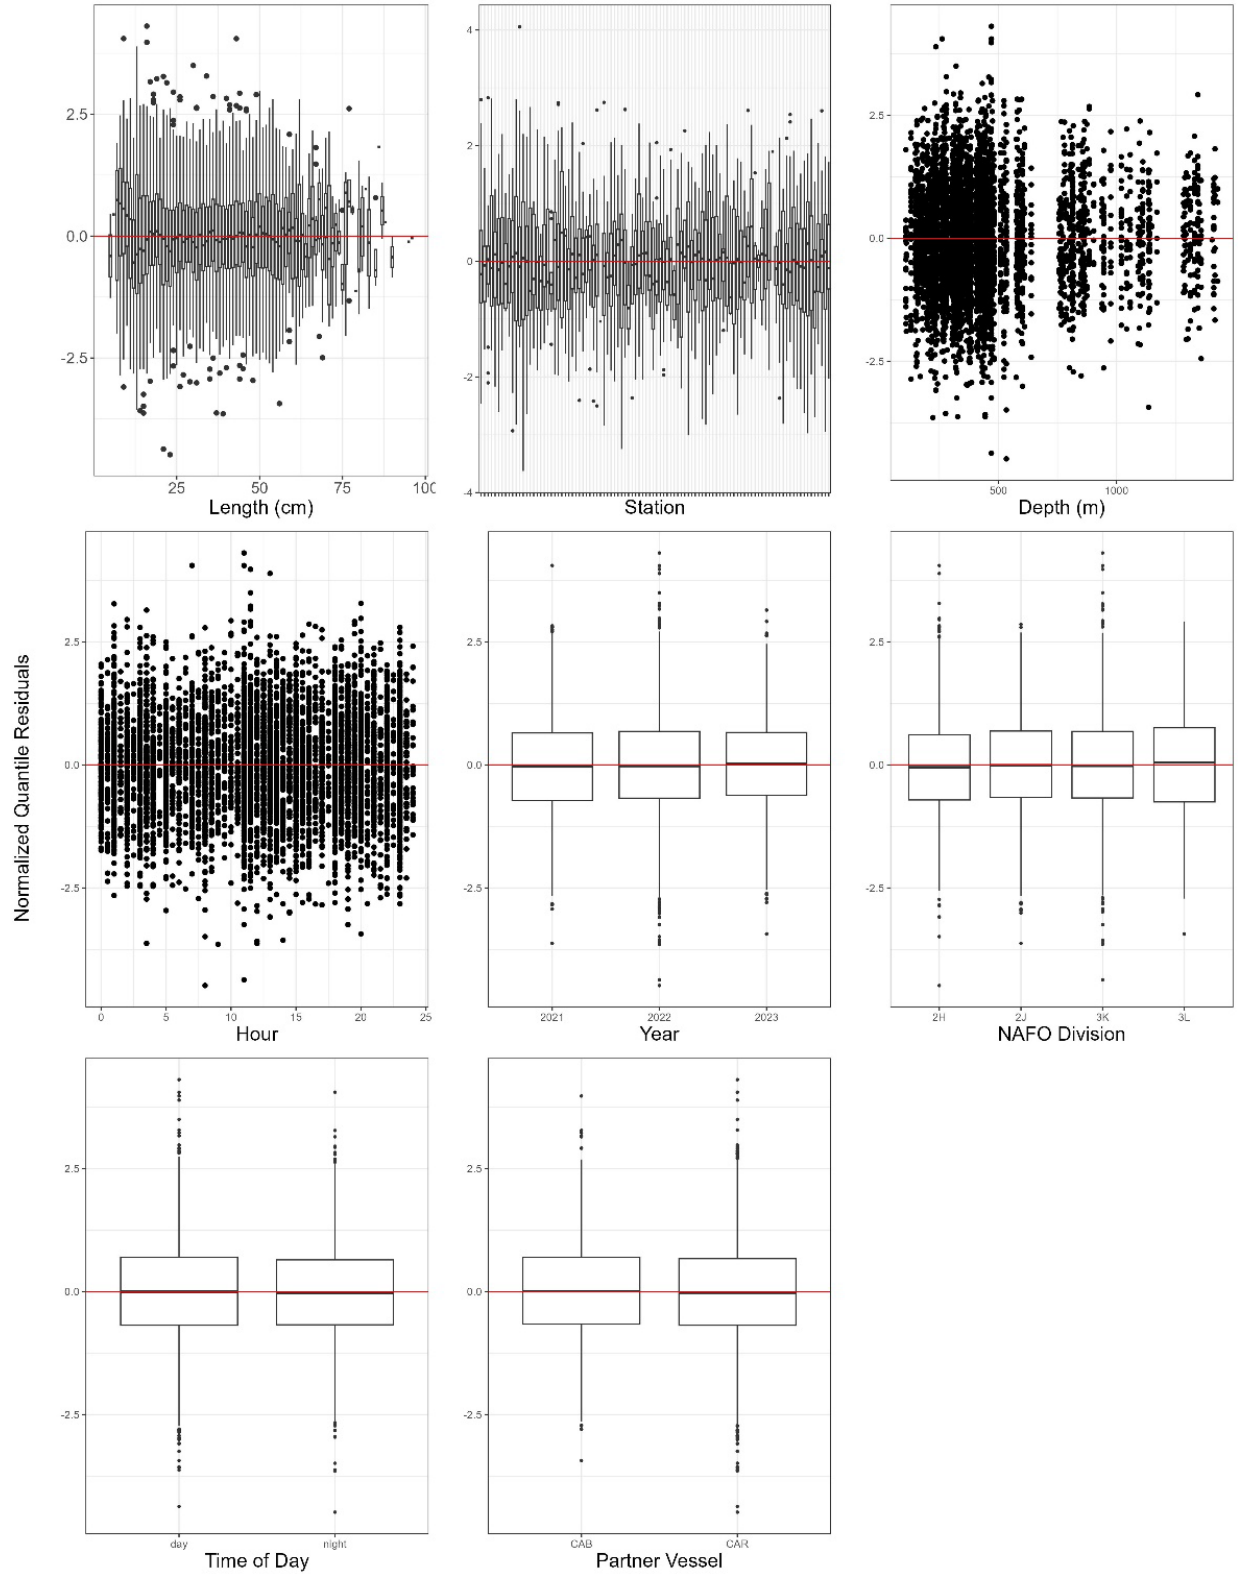 2.5
0.0
-2.5
25
50
75
100
Length (cm)
4
2
0
-2
-4
Station
2.5
0.0
-2.5
500
1000
Depth (m)
Normalized Quantile Residuals
2.5
0.0
-2.5
0
5
10
15
20
25
Hour
2.5
0.0
-2.5
2021
2022
2023
Year
2.5
0.0
-2.5
2H
2J
3K
3L
NAFO Division
2.5
0.0
-2.5
day
night
Time of Day
2.5
0.0
-2.5
CAB
CAR
Partner Vessel